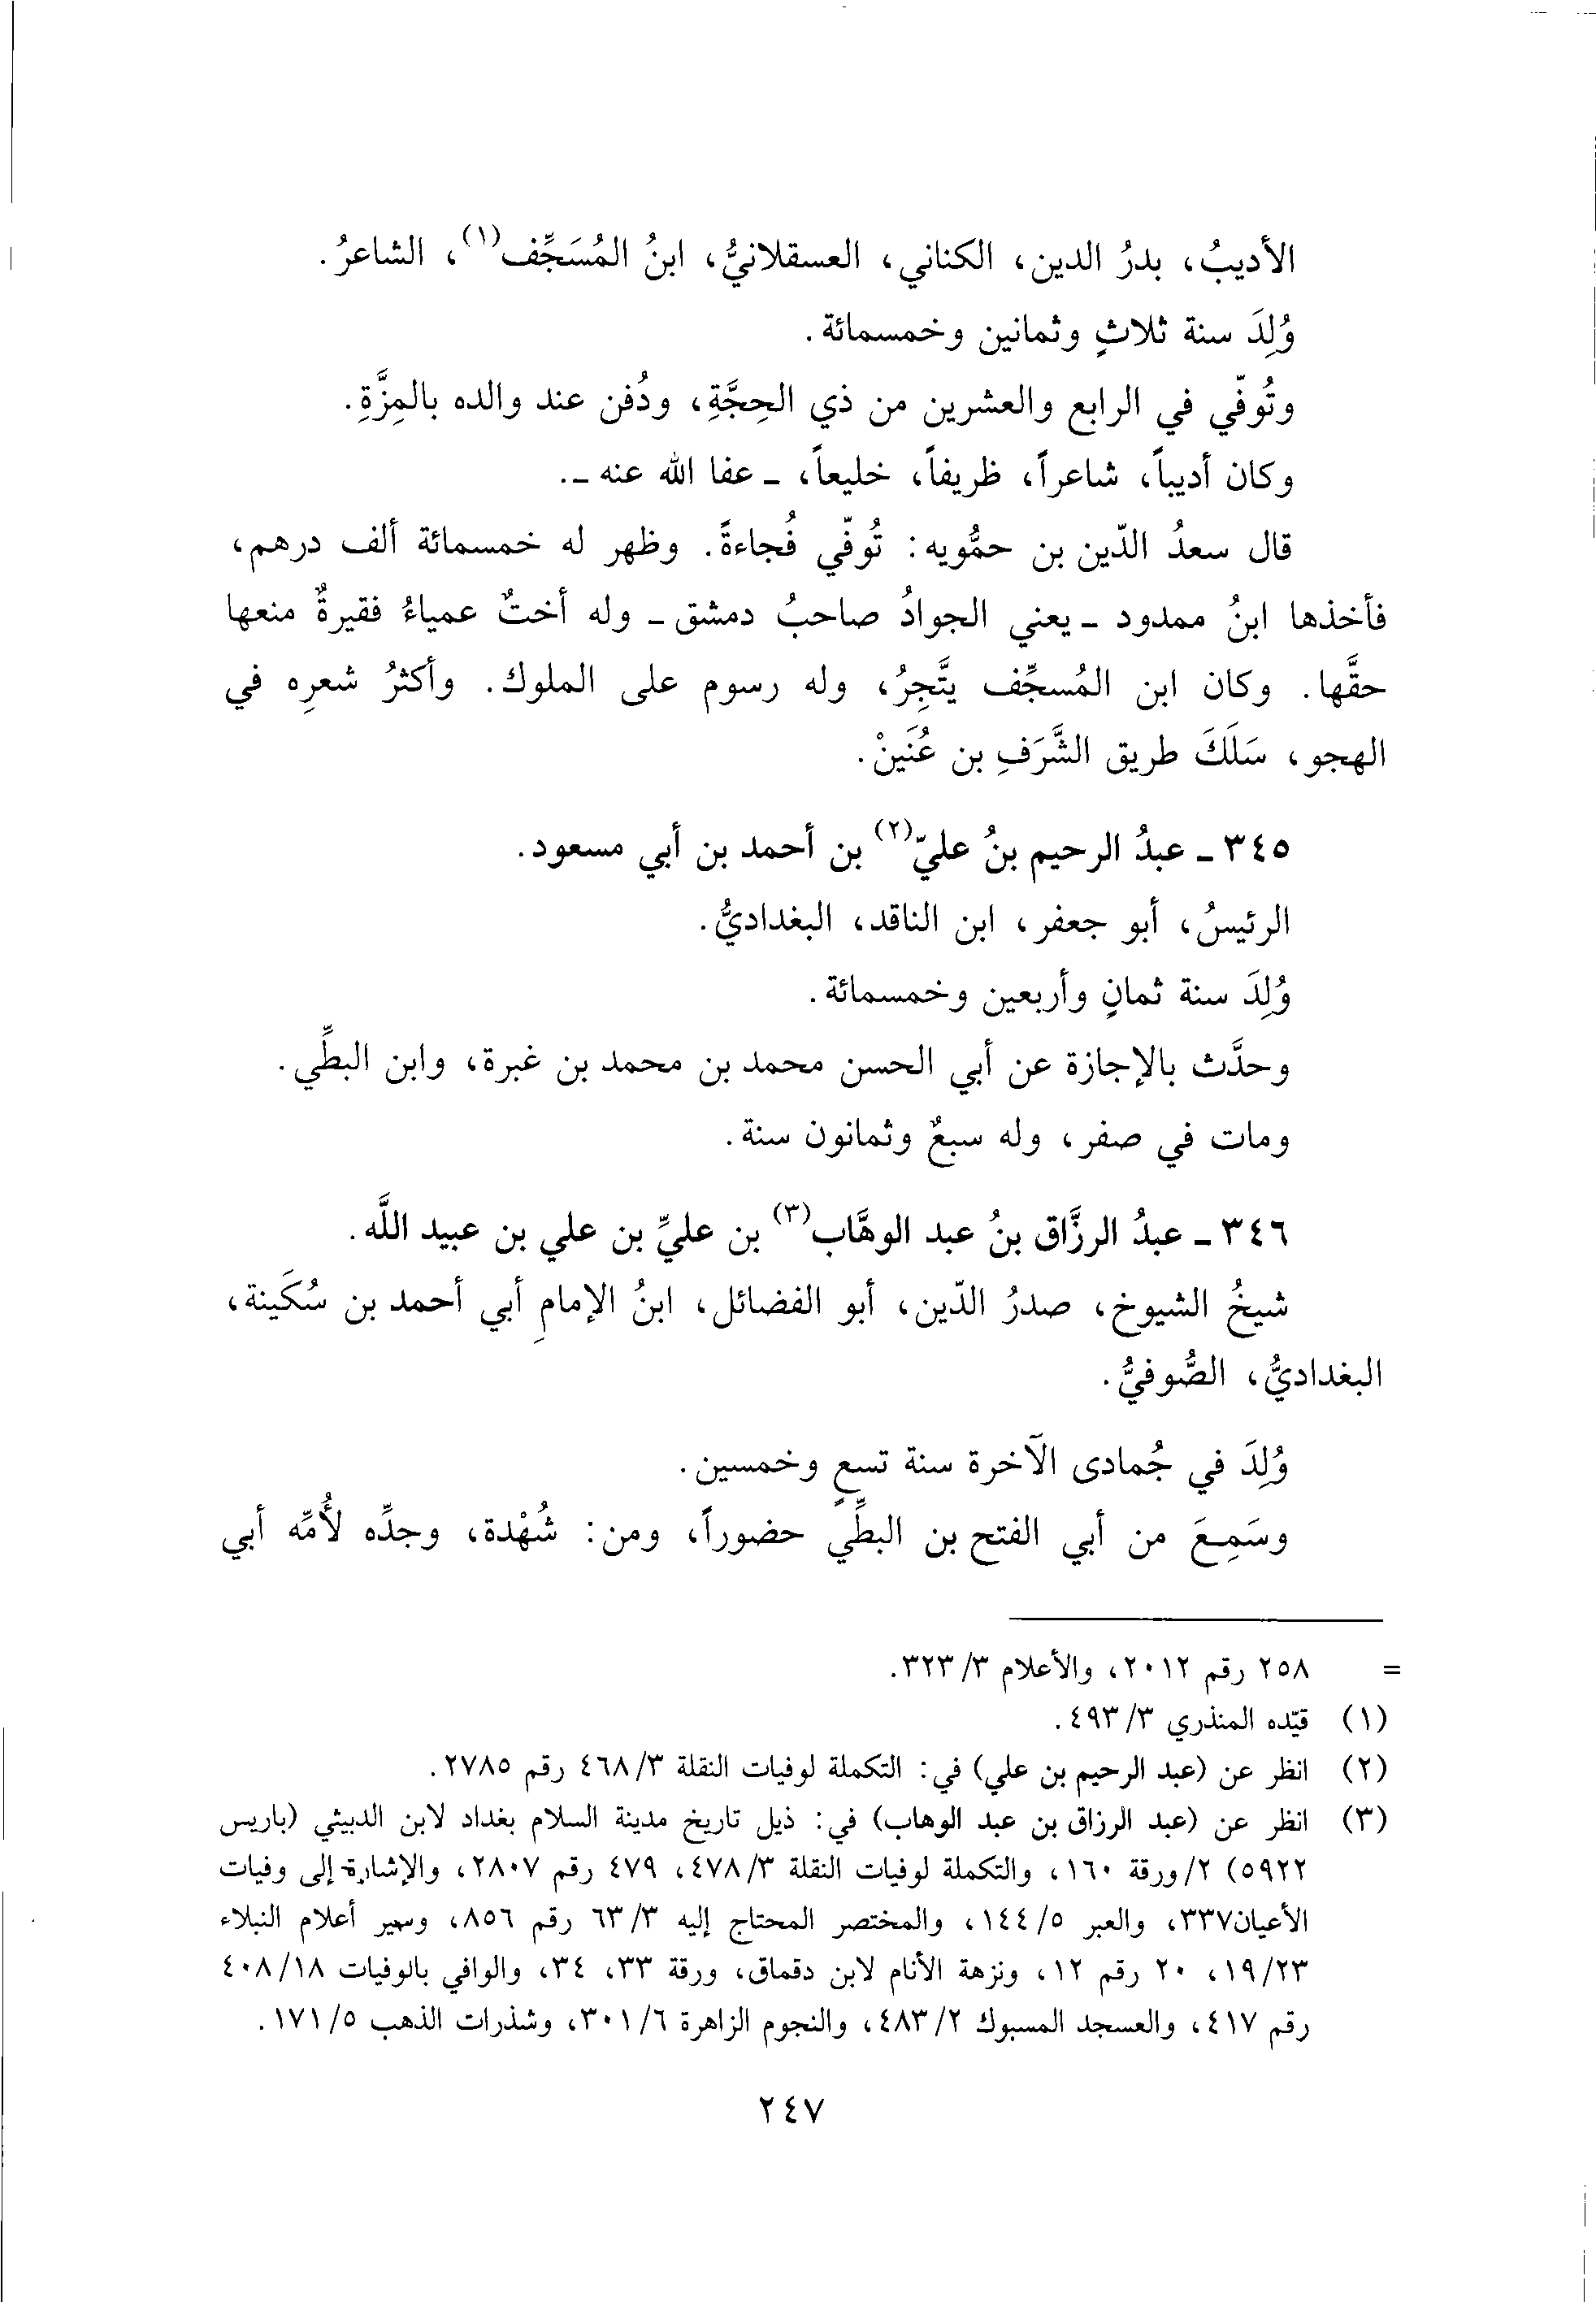 الأديبُ، بدرُ الدين، الكناني، العسقلانيُّ، ابنُ المُسَجِّف(١)، الشاعرُ.
وُلِدَ سنة ثلاثٍ وثمانين وخمسمائة.
وتُوفّي في الرابع والعشرين من ذي الحِجَّةِ، ودُفن عند والده بالمِزَّةِ.
وكان أديباً، شاعراً، ظريفاً، خليعاً، ـ عفا الله عنه ـ.
قال سعدُ الدّين بن حمُّويه: تُوفّي فُجاءةً. وظهر له خمسمائة ألف درهم،
فأخذها ابنُ ممدود ـ يعني الجوادُ صاحبُ دمشق ـ وله أختٌ عمياءُ فقيرةٌ منعها
حقَّها. وكان ابن المُسجِّف يتَّجِرُ، وله رسوم على الملوك. وأكثرُ شعرِه في
الهجو، سَلَكَ طريق الشَّرَفِ بن عُنَينْ.
٣٤٥ ـ عبدُ الرحيم بنُ عليّ(٢) بن أحمد بن أبي مسعود.
الرئيسُ، أبو جعفر، ابن الناقد، البغداديُّ.
وُلِدَ سنة ثمانٍ وأربعين وخمسمائة.
وحدَّث بالإجازة عن أبي الحسن محمد بن محمد بن غبرة، وابن البطِّي.
ومات في صفر، وله سبعٌ وثمانون سنة.
٣٤٦ ـ عبدُ الرزَّاق بنُ عبد الوهَّاب(٣) بن عليِّ بن علي بن عبيد اللَّه.
شيخُ الشيوخ، صدرُ الدّين، أبو الفضائل، ابنُ الإمامِ أبي أحمد بن سُكَينة،
البغداديُّ، الصُّوفيُّ.
وُلِدَ في جُمادى الآخرة سنة تسعٍ وخمسين.
وسَمِعَ من أبي الفتح بن البطِّي حضوراً، ومن: شُهْدة، وجدِّه لأُمِّه أبي
= ٢٥٨ رقم ٢٠١٢، والأعلام ٣/ ٣٢٣.
(١) قيّده المنذري ٣/ ٤٩٣.
(٢) انظر عن (عبد الرحيم بن علي) في: التكملة لوفيات النقلة ٣/ ٤٦٨ رقم ٢٧٨٥.
(٣) انظر عن (عبد الرزاق بن عبد الوهاب) في: ذيل تاريخ مدينة السلام بغداد لابن الدبيثي (باريس
٥٩٢٢) ٢/ ورقة ١٦٠، والتكملة لوفيات النقلة ٣/ ٤٧٨، ٤٧٩ رقم ٢٨٠٧، والإشارة إلى وفيات
الأعيان٣٣٧، والعبر ٥/ ١٤٤، والمختصر المحتاج إليه ٣/ ٦٣ رقم ٨٥٦، وسير أعلام النبلاء
٢٣/ ١٩، ٢٠ رقم ١٢، ونزهة الأنام لابن دقماق، ورقة ٣٣، ٣٤، والوافي بالوفيات ١٨/ ٤٠٨
رقم ٤١٧، والعسجد المسبوك ٢/ ٤٨٣، والنجوم الزاهرة ٦/ ٣٠١، وشذرات الذهب ٥/ ١٧١.
٢٤٧